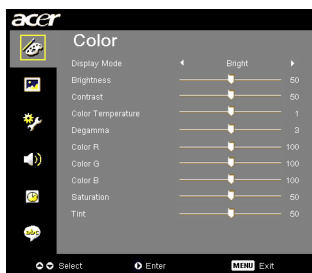 acer
Color
Display Mode Bright
Brightness 50
Contrast 50
Color Temperature 1
Degamma 3
Color R 100
Color G 100
Color B 100
Saturation 50
Tint 50
abc
Select Enter MENU Exit